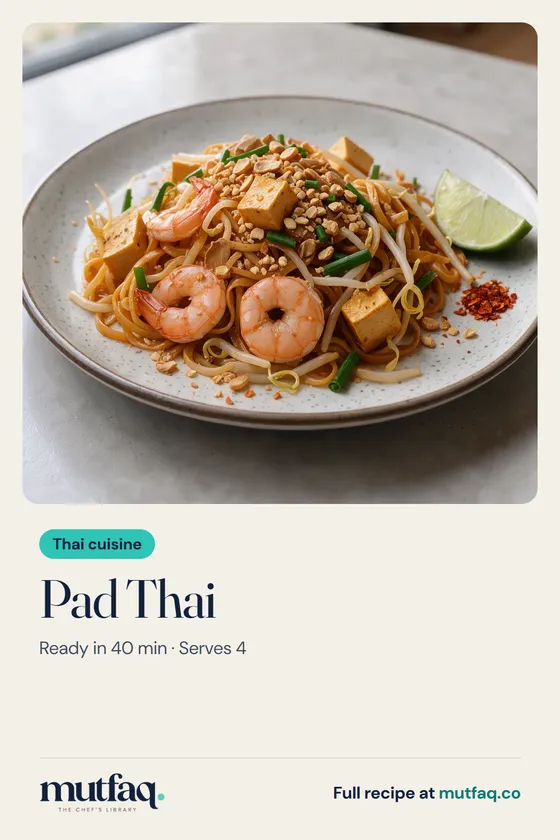 Thai cuisine
Pad Thai
Ready in 40 min · Serves 4
mutfaq.
THE CHEF'S LIBRARY
Full recipe at mutfaq.co